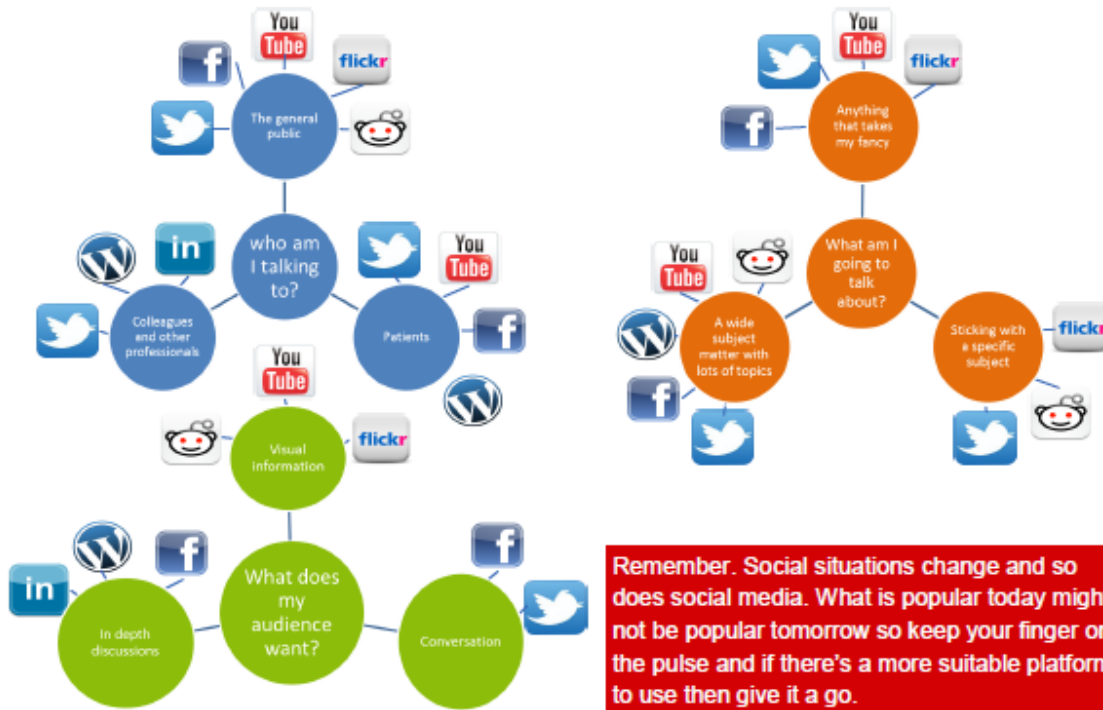 You
Tube
flickr
The general
public
who am
I talking
to?
in
Colleagues
and other
professionals
You
Tube
Patients
You
Tube
flickr
Visual
information
in
In depth
discussions
What does
my
audience
want?
Conversation
You
Tube
flickr
Anything
that takes
my fancy
What am I
going to
talk
about?
You
Tube
A wide
subject
matter with
lots of topics
Sticking with
a specific
subject
flickr
Remember. Social situations change and so
does social media. What is popular today migh
not be popular tomorrow so keep your finger on
the pulse and if there's a more suitable platform
to use then give it a go.